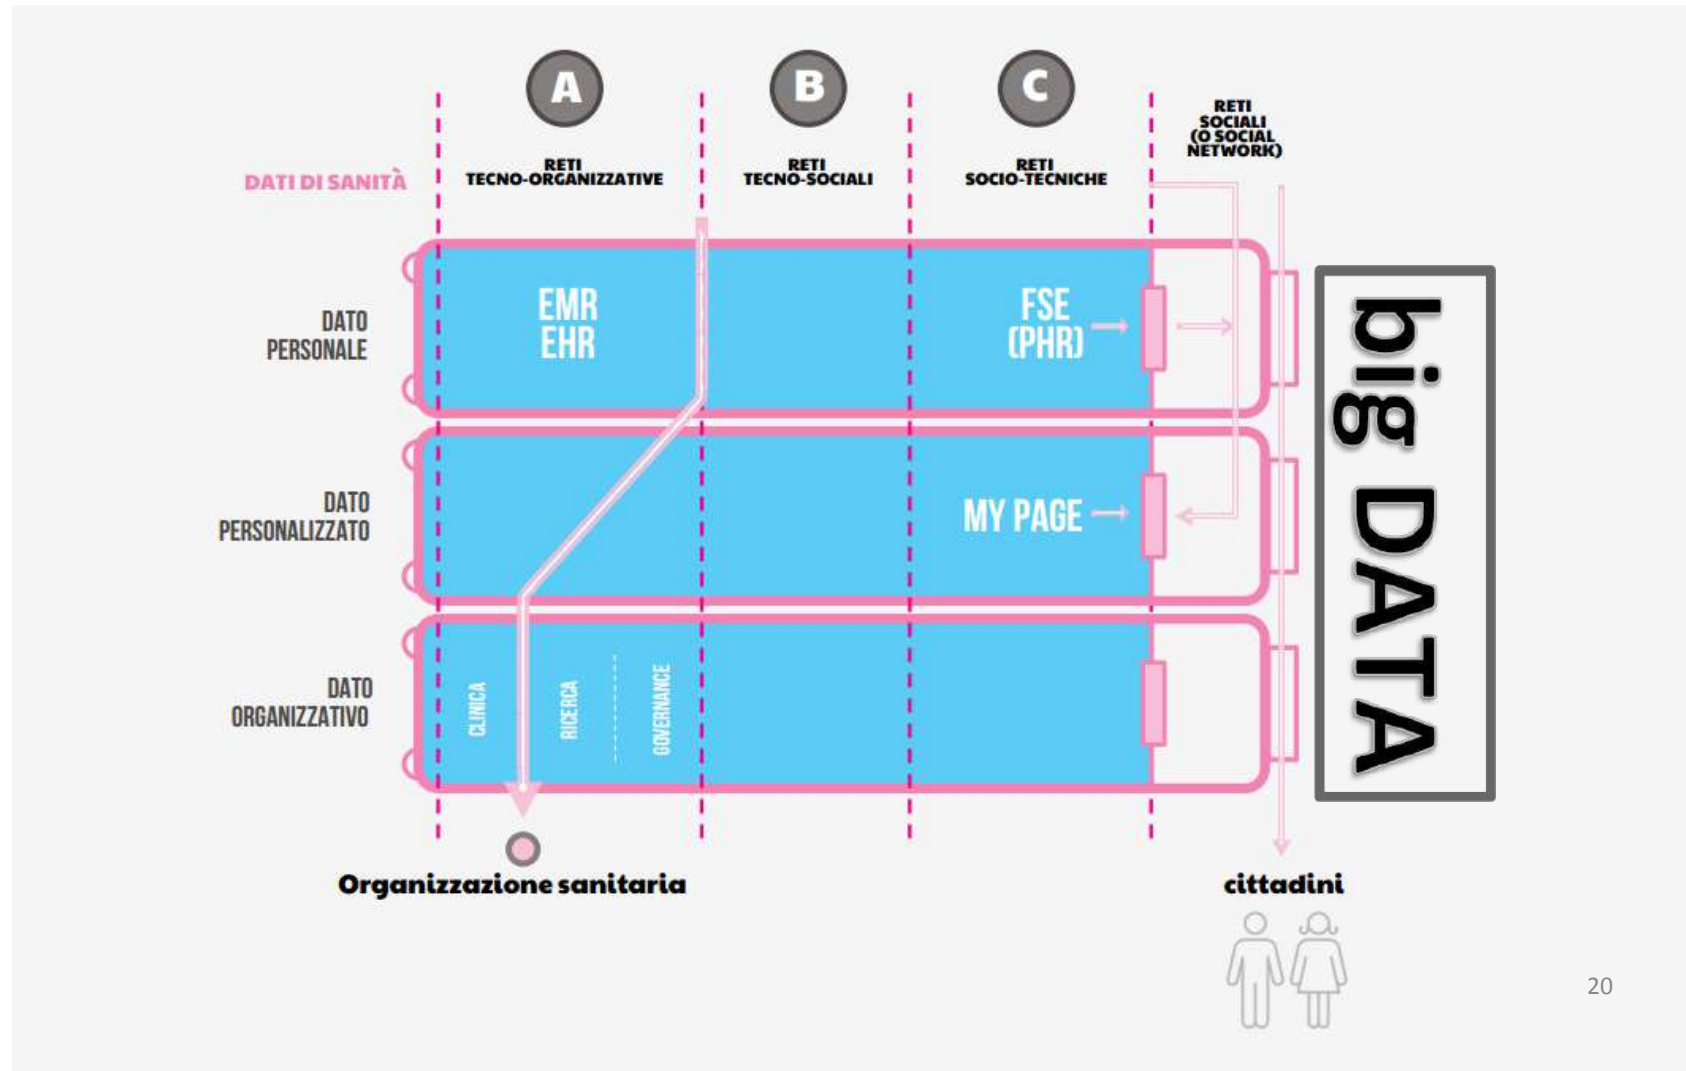 A
B
C
RETI
SOCIALI
(O SOCIAL
NETWORK)
DATI DI SANITÀ
RETI
TECNO-ORGANIZZATIVE
RETI
TECNO-SOCIALI
RETI
SOCIO-TECNICHE
DATO
PERSONALE
EMR
EHR
FSE
(PHR)
DATO
PERSONALIZZATO
MY PAGE
DATO
ORGANIZZATIVO
CLINICA
RICERCA
GOVERNANCE
big DATA
Organizzazione sanitaria
cittadini
20